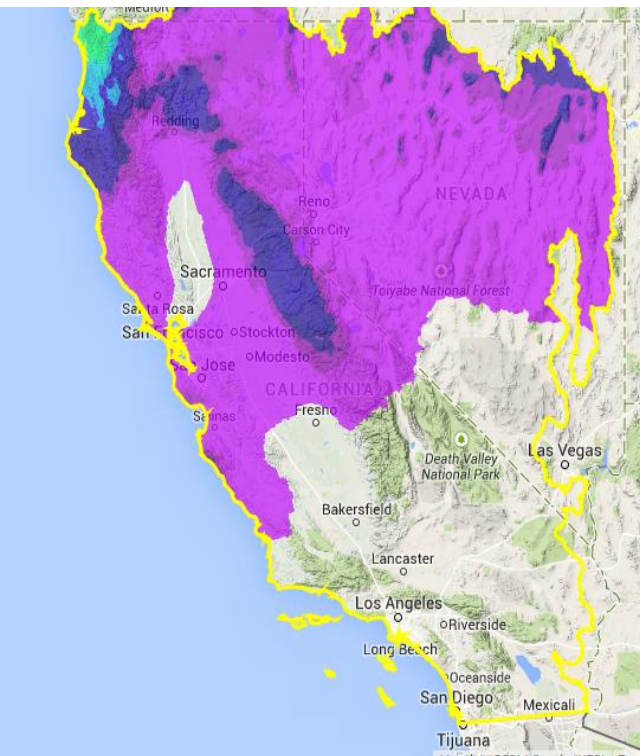 Redding
Reno
NEVADA
Carson City
Sacramento
Toiyabe National Forest
Santa Rosa
San Francisco
Stockton
Modesto
San Jose
CALIFORNIA
Fresno
Salinas
Las Vegas
Death Valley
National Park
Bakersfield
Lancaster
Los Angeles
Riverside
Long Beach
Oceanside
San Diego
Mexicali
Tijuana